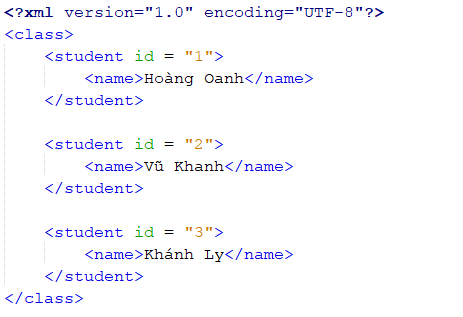 <?xml version="1.0" encoding="UTF-8"?>
<class>
<student id = "1">
<name>Hoàng Oanh</name>
</student>
<student id = "2">
<name>Vũ Khanh</name>
</student>
<student id = "3">
<name>Khánh Ly</name>
</student>
</class>